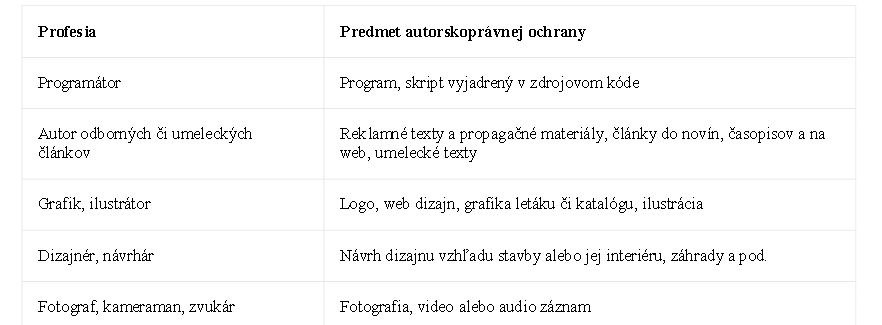 Profesia Predmet autorskoprávnej ochrany
Programátor Program, skript vyjadrený v zdrojovom kóde
Autor odborných či umeleckých
článkov
Reklamné texty a propagačné materiály, články do novín, časopisov a na
web, umelecké texty
Grafik, ilustrátor Logo, web dizajn, grafika letáku či katalógu, ilustrácia
Dizajnér, návrhár Návrh dizajnu vzhľadu stavby alebo jej interiéru, záhrady a pod.
Fotograf, kameraman, zvukár Fotografia, video alebo audio záznam